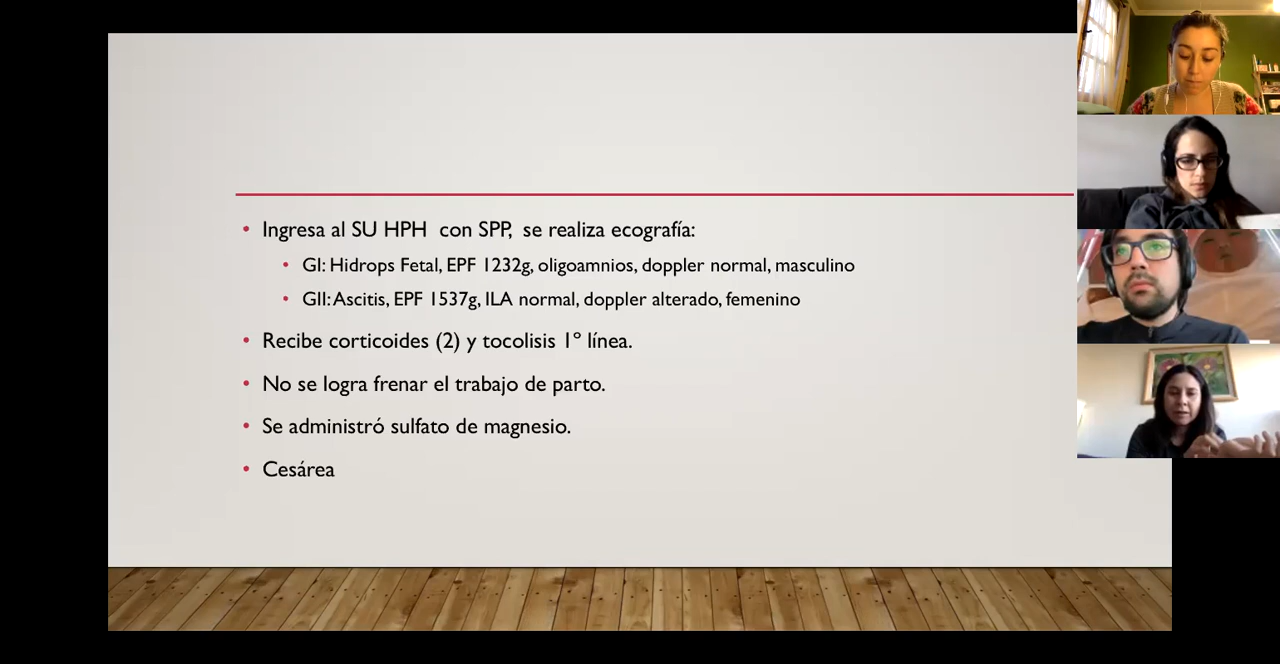 Ingresa al SU HPH con SPP, se realiza ecografía:
GI: Hidrops Fetal, EPF 1232g, oligoamnios, doppler normal, masculino
GII: Ascitis, EPF 1537g, ILA normal, doppler alterado, femenino
Recibe corticoides (2) y tocolisis 1º línea.
No se logra frenar el trabajo de parto.
Se administró sulfato de magnesio.
Cesárea